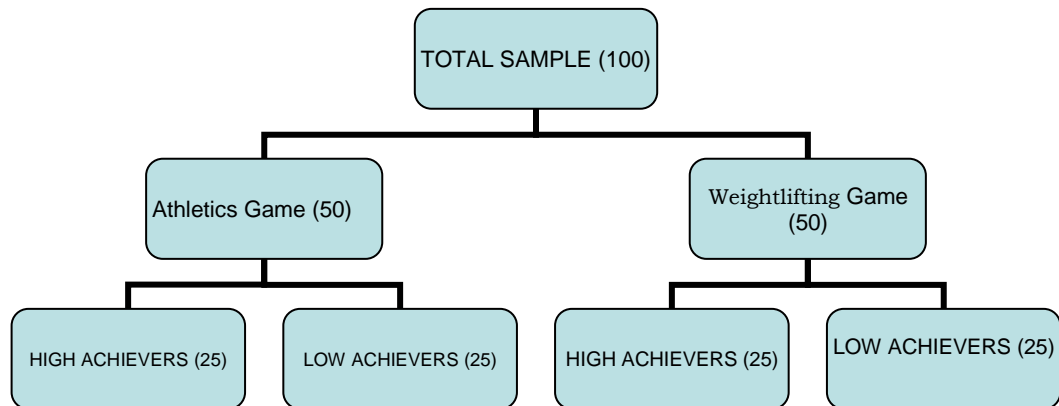 TOTAL SAMPLE (100)
Athletics Game (50)
Weightlifting Game
(50)
HIGH ACHIEVERS (25)
LOW ACHIEVERS (25)
HIGH ACHIEVERS (25)
LOW ACHIEVERS (25)